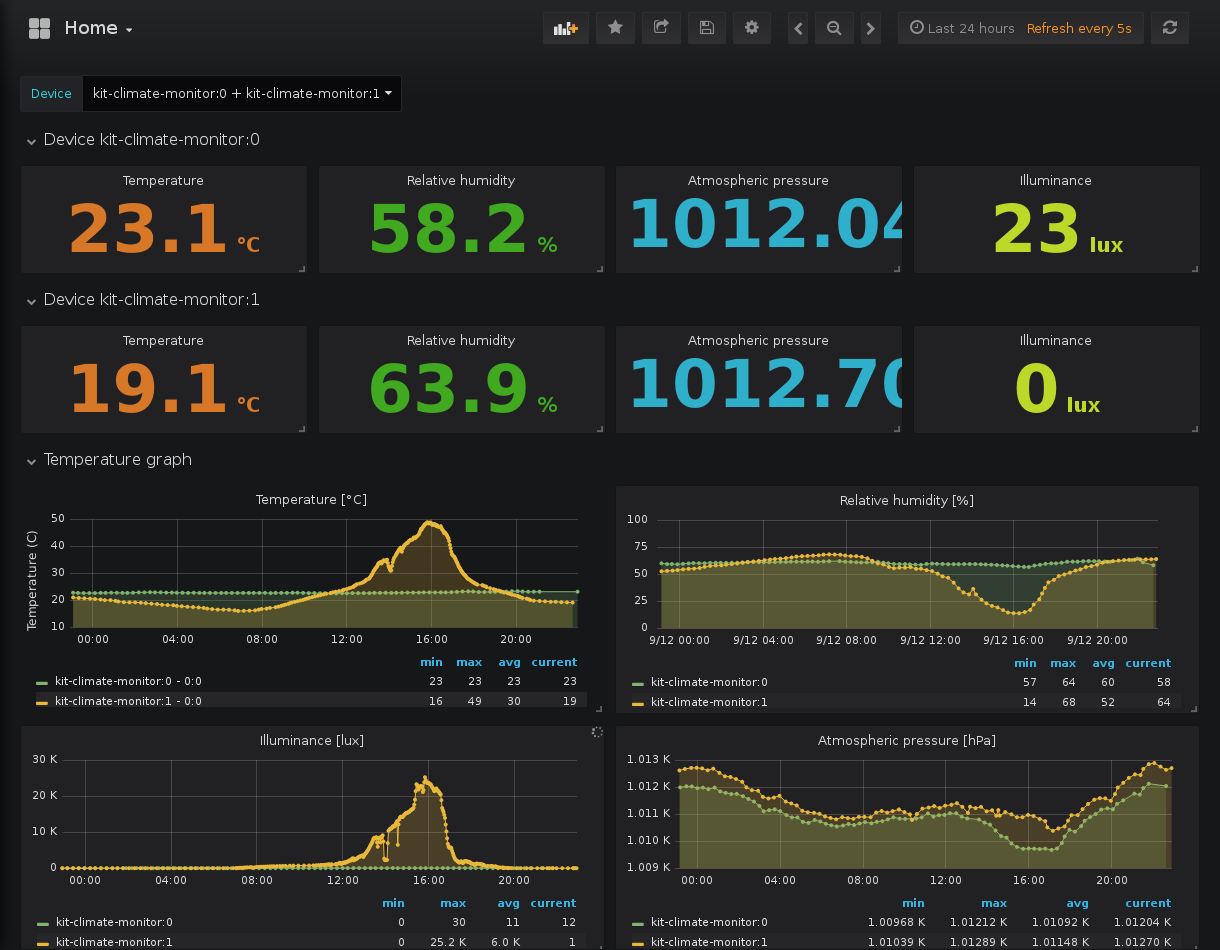 Home
Last 24 hours Refresh every 5s
Device kit-climate-monitor:0 + kit-climate-monitor:1
Device kit-climate-monitor:0
Temperature Relative humidity Atmospheric pressure Illuminance
23.1 °C 58.2 % 1012.04 23 lux
Device kit-climate-monitor:1
Temperature Relative humidity Atmospheric pressure Illuminance
19.1 °C 63.9 % 1012.70 0 lux
Temperature graph
Temperature [°C]
Temperature (C)
50
40
30
20
10
00:00 04:00 08:00 12:00 16:00 20:00
min max avg current
kit-climate-monitor:0 - 0:0 23 23 23 23
kit-climate-monitor:1 - 0:0 16 49 30 19
Relative humidity [%]
100
75
50
25
0
9/12 00:00 9/12 04:00 9/12 08:00 9/12 12:00 9/12 16:00 9/12 20:00
min max avg current
kit-climate-monitor:0 57 64 60 58
kit-climate-monitor:1 14 68 52 64
Illuminance [lux]
30 K
20 K
10 K
0
00:00 04:00 08:00 12:00 16:00 20:00
min max avg current
kit-climate-monitor:0 0 30 11 12
kit-climate-monitor:1 0 25.2 K 6.0 K 1
Atmospheric pressure [hPa]
1.013 K
1.012 K
1.011 K
1.010 K
1.009 K
00:00 04:00 08:00 12:00 16:00 20:00
min max avg current
kit-climate-monitor:0 1.00968 K 1.01212 K 1.01092 K 1.01204 K
kit-climate-monitor:1 1.01039 K 1.01289 K 1.01148 K 1.01270 K